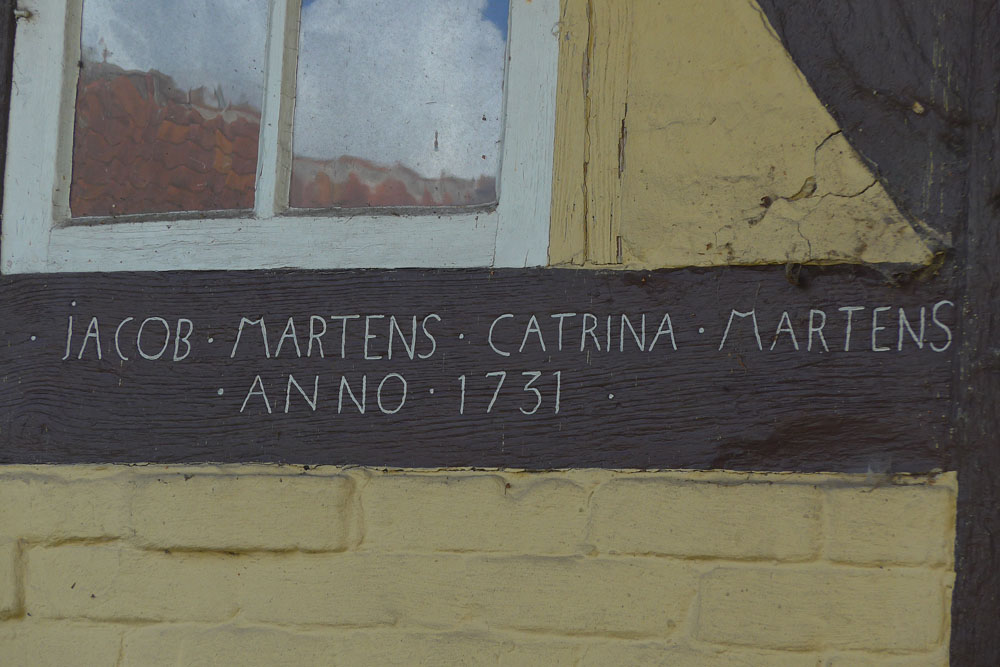 · JACOB · MARTENS · CATRINA · MARTENS
· ANNO · 1731 ·